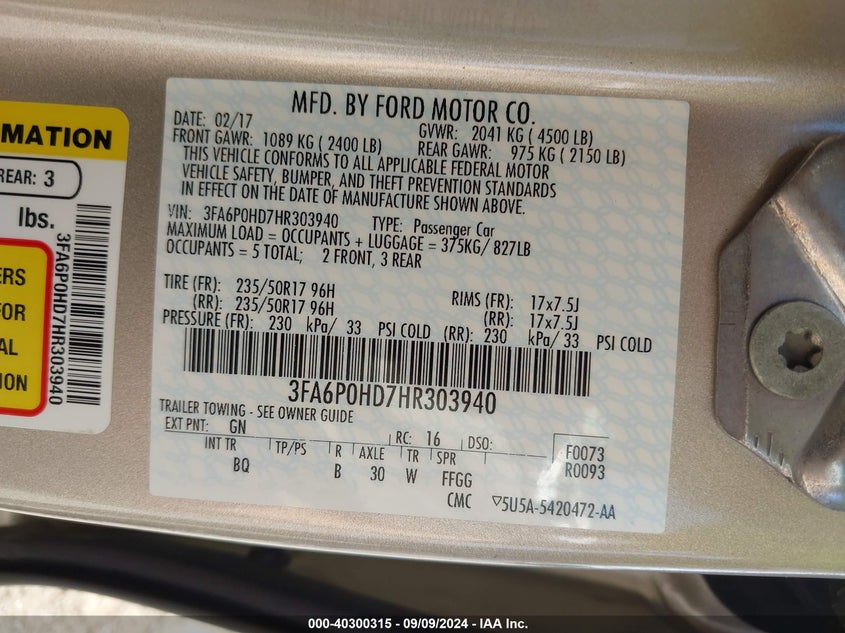 MATION
REAR: 3
lbs.
ERS
FOR
AL
ION
3FA6P0HD7HR303940
MFD. BY FORD MOTOR CO.
DATE: 02/17 GVWR: 2041 KG ( 4500 LB)
FRONT GAWR: 1089 KG ( 2400 LB) REAR GAWR: 975 KG ( 2150 LB)
THIS VEHICLE CONFORMS TO ALL APPLICABLE FEDERAL MOTOR
VEHICLE SAFETY, BUMPER, AND THEFT PREVENTION STANDARDS
IN EFFECT ON THE DATE OF MANUFACTURE SHOWN ABOVE.
VIN: 3FA6P0HD7HR303940 TYPE: Passenger Car
MAXIMUM LOAD = OCCUPANTS + LUGGAGE = 375KG/ 827LB
OCCUPANTS = 5 TOTAL; 2 FRONT, 3 REAR
TIRE (FR): 235/50R17 96H RIMS (FR): 17x7.5J
(RR): 235/50R17 96H (RR): 17x7.5J
PRESSURE (FR): 230 kPa/ 33 PSI COLD (RR): 230 kPa/ 33 PSI COLD
3FA6P0HD7HR303940
TRAILER TOWING - SEE OWNER GUIDE
EXT PNT: GN RC: 16 DSO: F0073
INT TR TP/PS R AXLE TR SPR R0093
BQ B 30 W FFGG
CMC ▽5U5A-5420472-AA
000-40300315 / 09/09/2024 - IAA Inc.